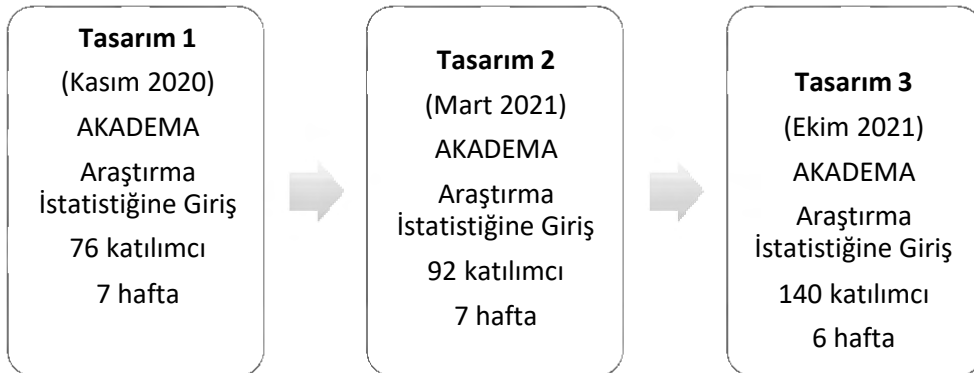 Tasarım 1
(Kasım 2020)
AKADEMA
Araştırma
İstatistiğine Giriş
76 katılımcı
7 hafta
Tasarım 2
(Mart 2021)
AKADEMA
Araştırma
İstatistiğine Giriş
92 katılımcı
7 hafta
Tasarım 3
(Ekim 2021)
AKADEMA
Araştırma
İstatistiğine Giriş
140 katılımcı
6 hafta